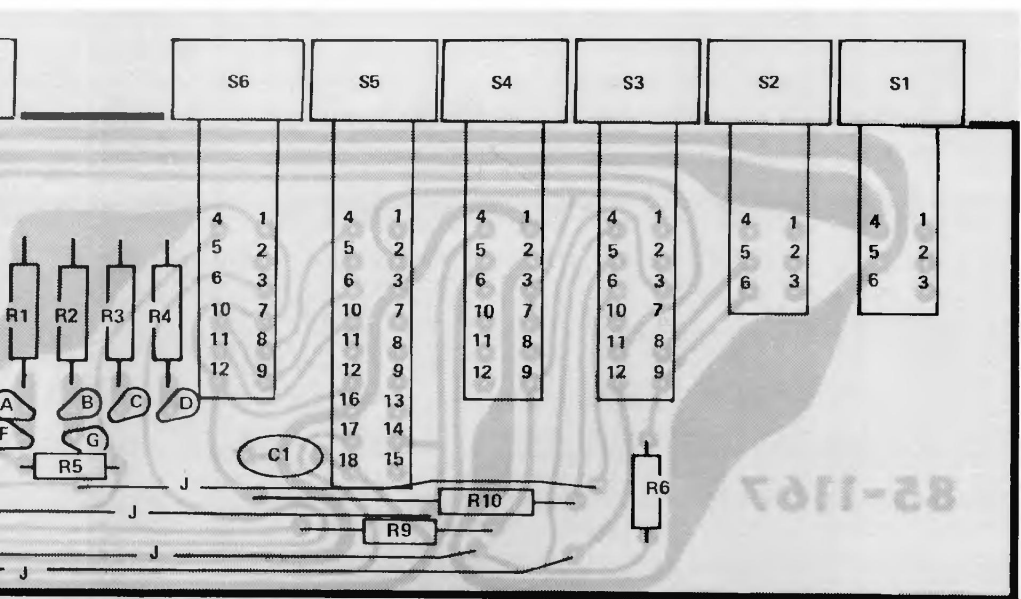 S6 S5 S4 S3 S2 S1
4 1 4 1 4 1 4 1 4 1 4 1
5 2 5 2 5 2 5 2 5 2 5 2
6 3 6 3 6 3 6 3 6 3 6 3
10 7 10 7 10 7 10 7
R1 R2 R3 R4
11 8 11 8 11 8 11 8
12 9 12 9 12 9 12 9
A B C D 16 13
F G 17 14
C1 18 15
R5
J R10 R6 85-1167
J R9
J
J